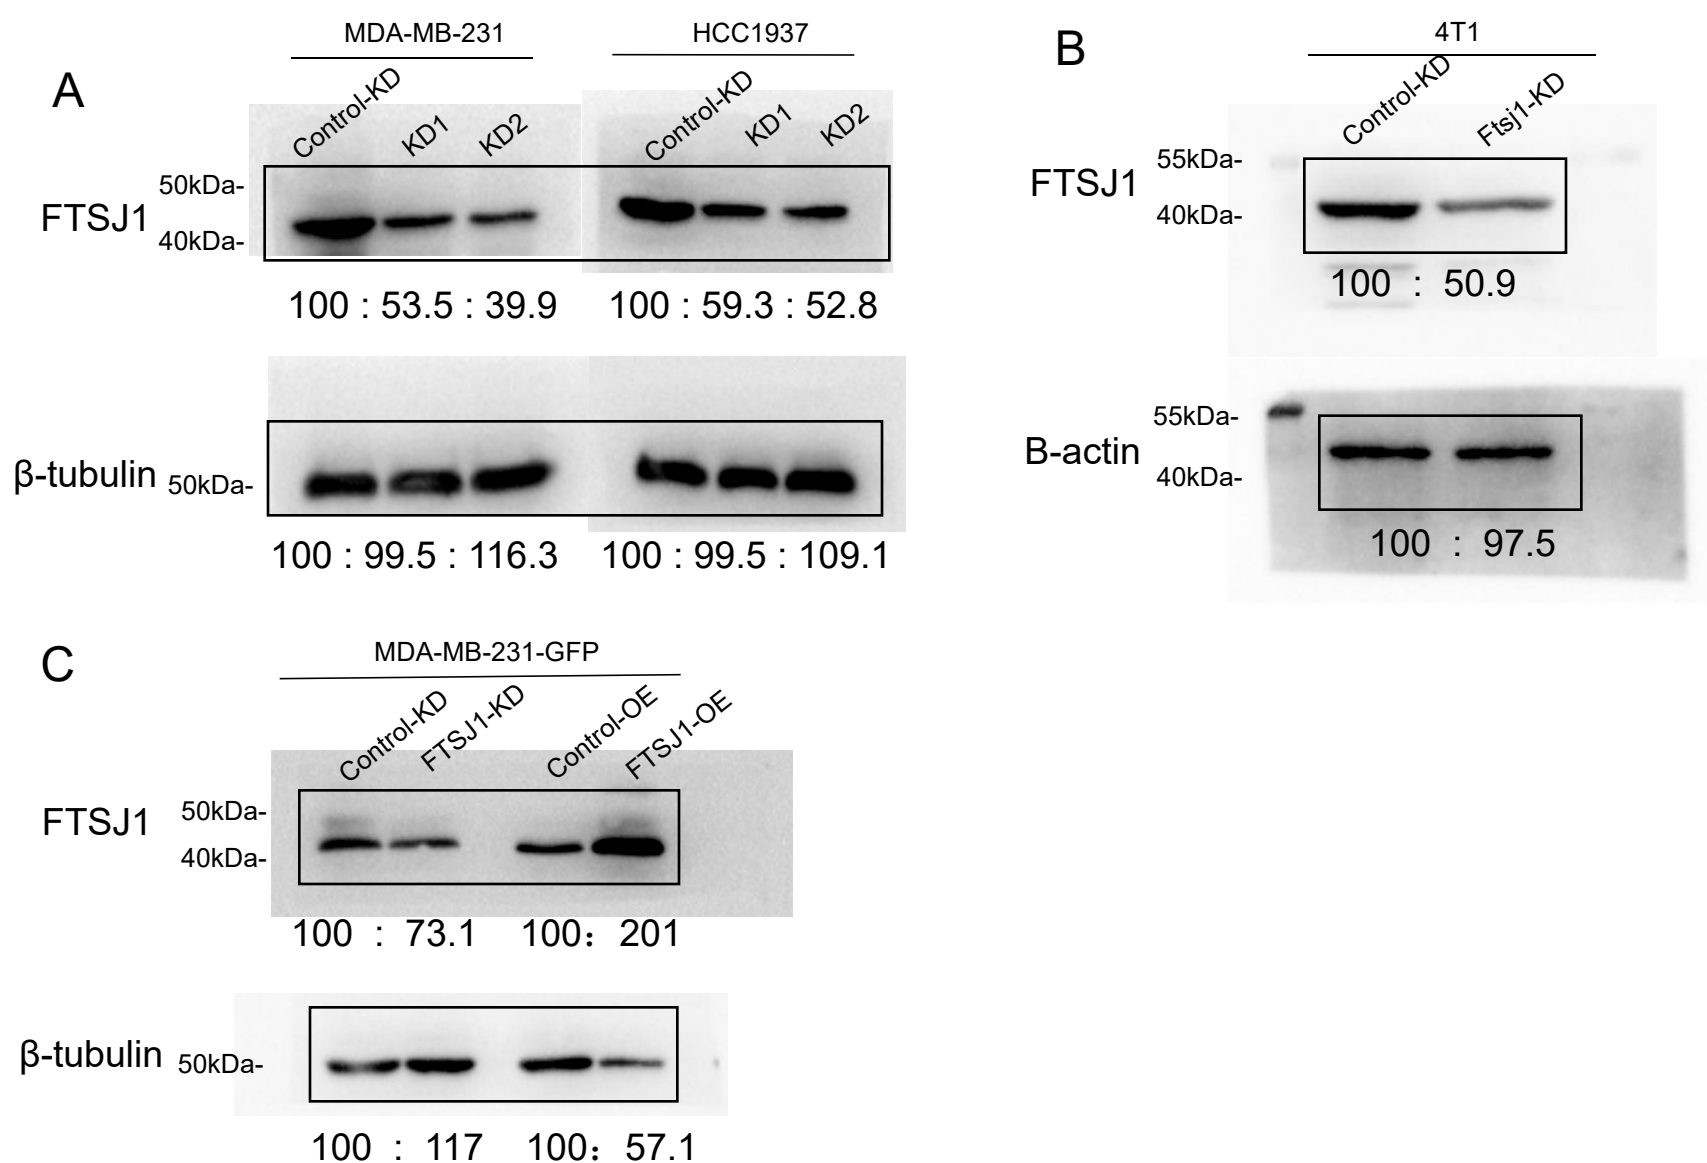 A
MDA-MB-231
HCC1937
Control-KD
KD1
KD2
Control-KD
KD1
KD2
FTSJ1
50kDa-
40kDa-
100 : 53.5 : 39.9
100 : 59.3 : 52.8
β-tubulin
50kDa-
100 : 99.5 : 116.3
100 : 99.5 : 109.1
B
4T1
Control-KD
Ftsj1-KD
FTSJ1
55kDa-
40kDa-
100 : 50.9
B-actin
55kDa-
40kDa-
100 : 97.5
C
MDA-MB-231-GFP
Control-KD
FTSJ1-KD
Control-OE
FTSJ1-OE
FTSJ1
50kDa-
40kDa-
100 : 73.1
100： 201
β-tubulin
50kDa-
100 : 117
100： 57.1